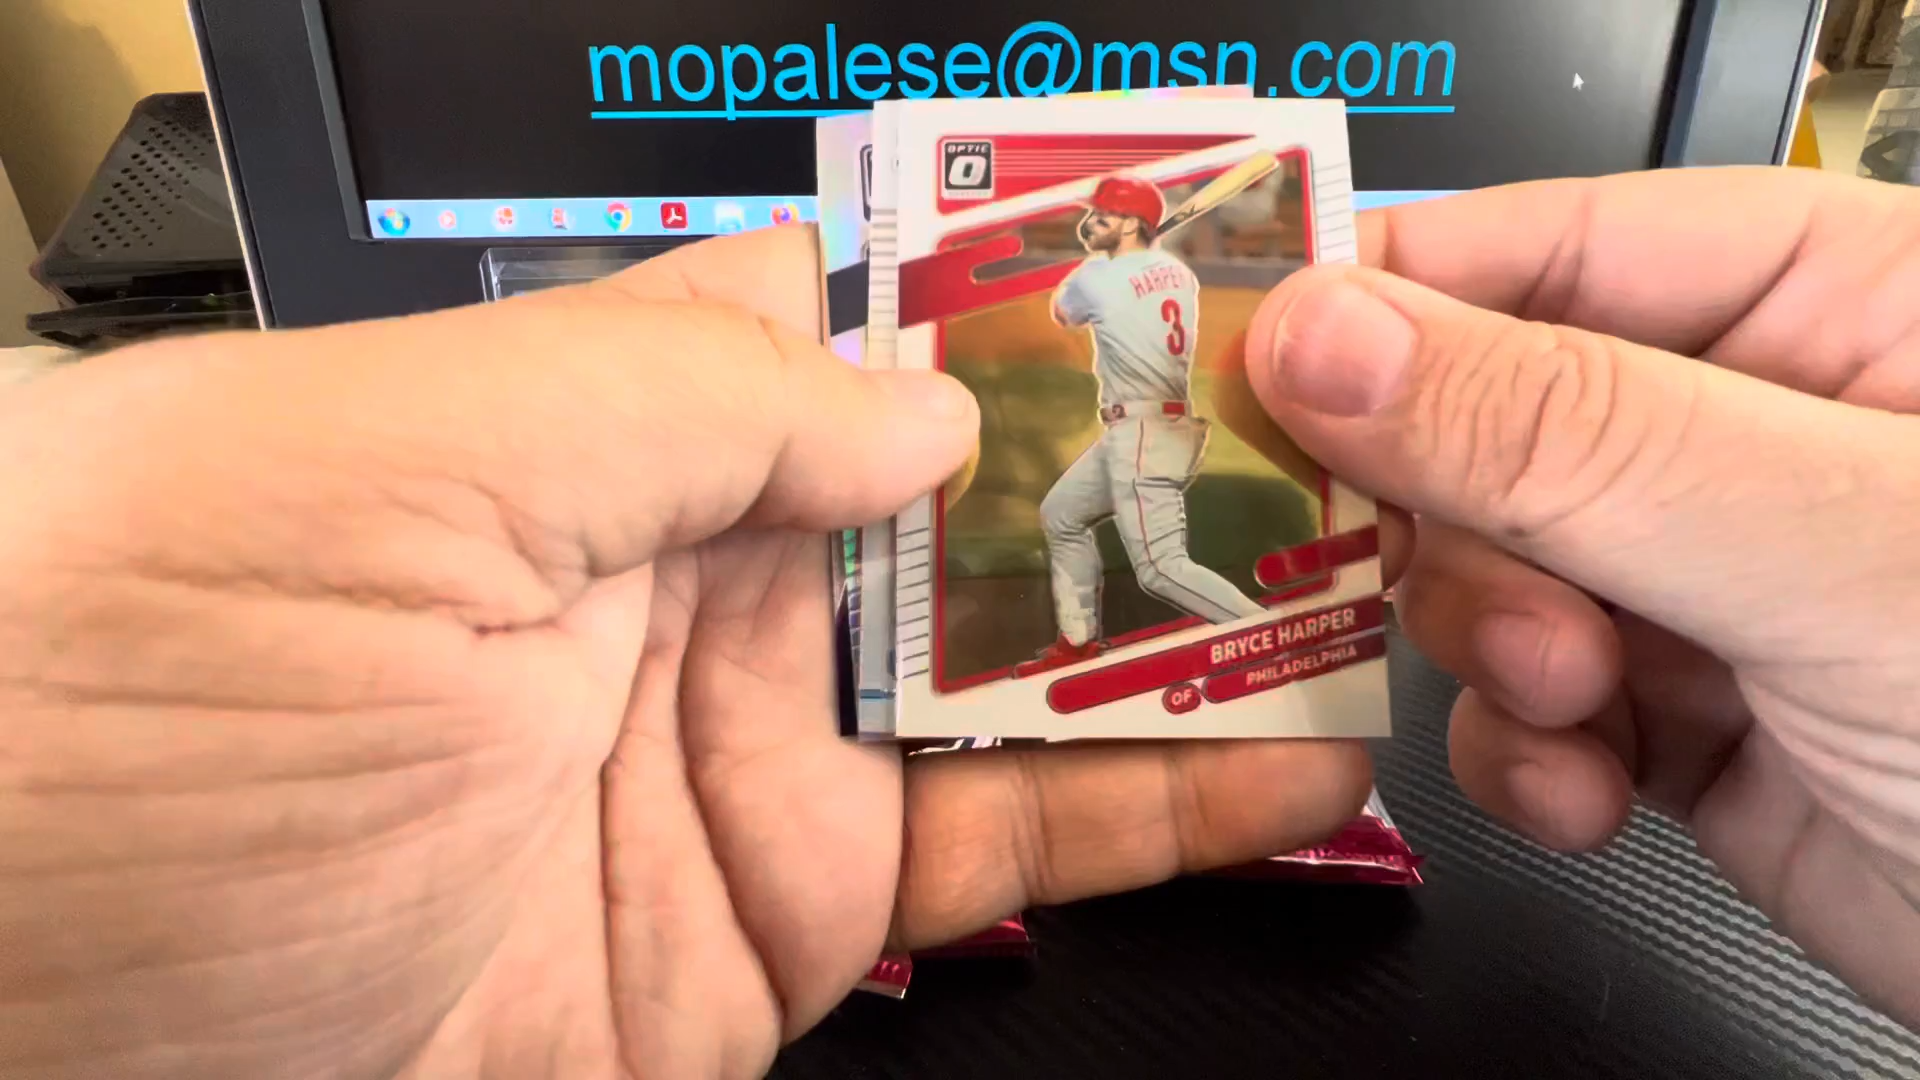 mopalese@msn.com
OPTIC
HARPER
3
BRYCE HARPER
PHILADELPHIA
OF